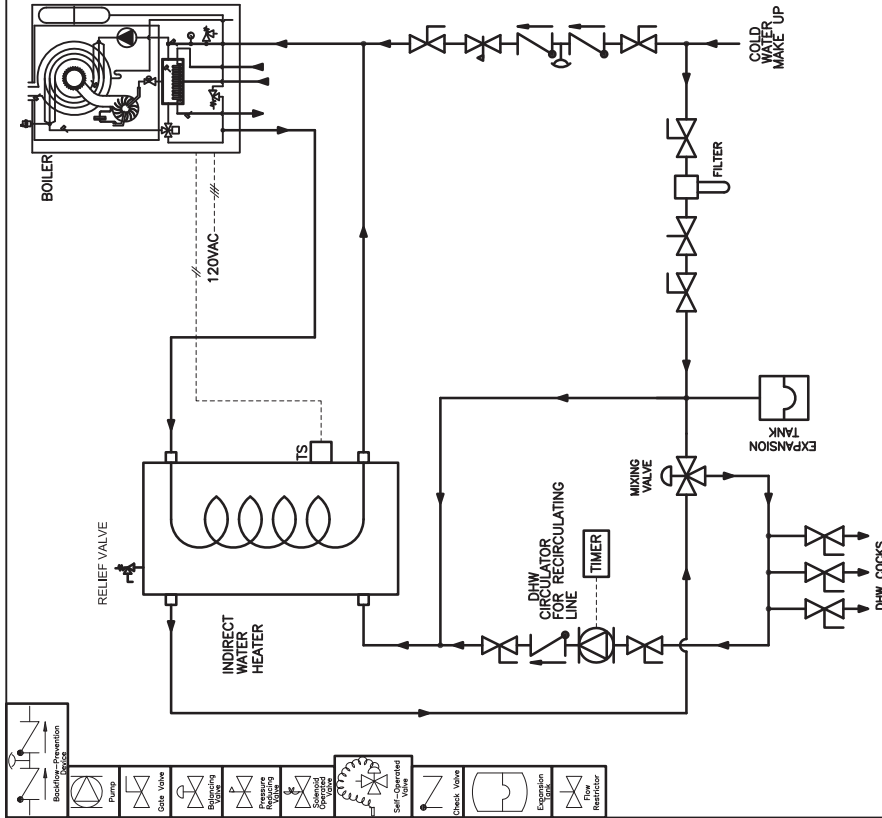 BOILER
120VAC
COLD
WATER
MAKE UP
FILTER
EXPANSION
TANK
MIXING
VALVE
TS
RELIEF VALVE
INDIRECT
WATER
HEATER
DHW
CIRCULATOR
FOR RECIRCULATING
LINE
TIMER
DHW COCKS
Backflow-Prevention
Device
Pump
Gate Valve
Balancing
Valve
Pressure
Reducing
Valve
Solenoid
Operated
Valve
Self-Operated
Valve
Check Valve
Expansion
Tank
Flow
Restrictor